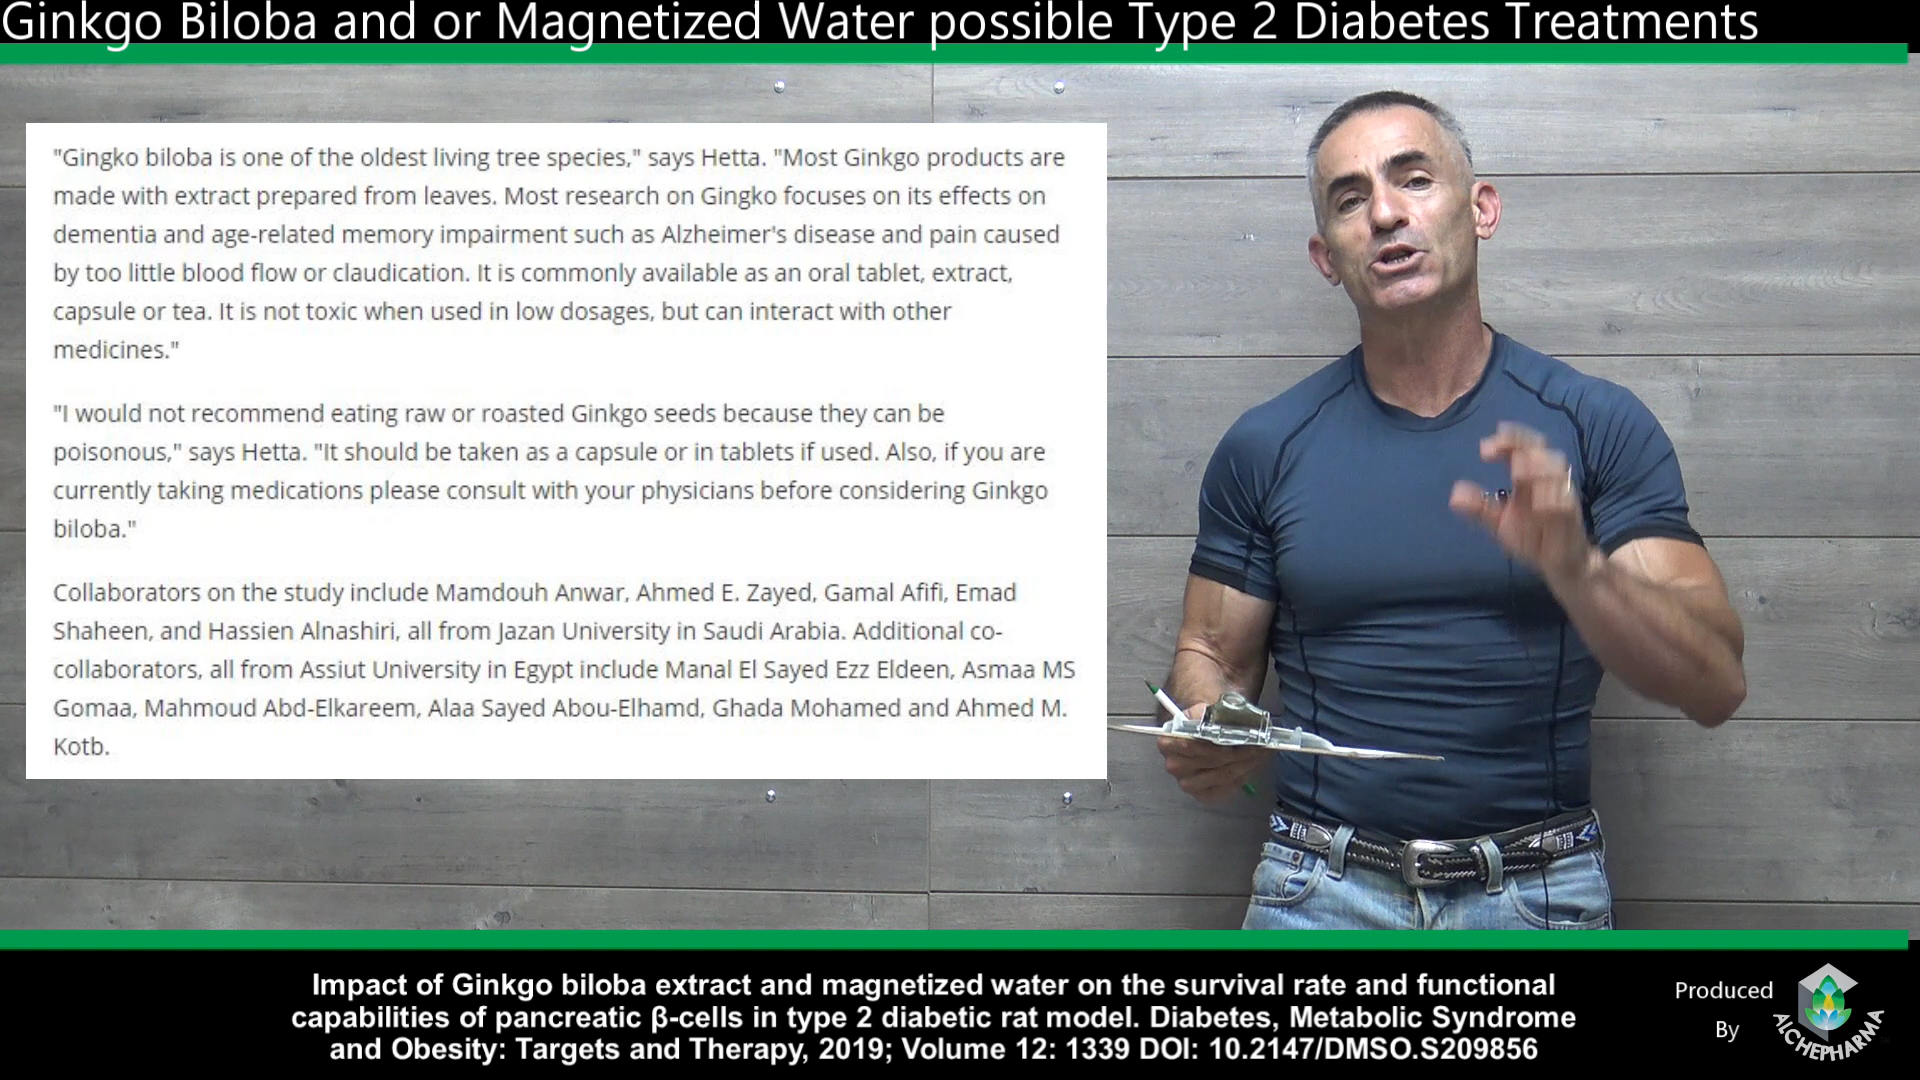 Ginkgo Biloba and or Magnetized Water possible Type 2 Diabetes Treatments
"Gingko biloba is one of the oldest living tree species," says Hetta. "Most Ginkgo products are
made with extract prepared from leaves. Most research on Gingko focuses on its effects on
dementia and age-related memory impairment such as Alzheimer's disease and pain caused
by too little blood flow or claudication. It is commonly available as an oral tablet, extract,
capsule or tea. It is not toxic when used in low dosages, but can interact with other
medicines."
"I would not recommend eating raw or roasted Ginkgo seeds because they can be
poisonous," says Hetta. "It should be taken as a capsule or in tablets if used. Also, if you are
currently taking medications please consult with your physicians before considering Ginkgo
biloba."
Collaborators on the study include Mamdouh Anwar, Ahmed E. Zayed, Gamal Afifi, Emad
Shaheen, and Hassien Alnashiri, all from Jazan University in Saudi Arabia. Additional co-
collaborators, all from Assiut University in Egypt include Manal El Sayed Ezz Eldeen, Asmaa MS
Gomaa, Mahmoud Abd-Elkareem, Alaa Sayed Abou-Elhamd, Ghada Mohamed and Ahmed M.
Kotb.
Impact of Ginkgo biloba extract and magnetized water on the survival rate and functional
capabilities of pancreatic β-cells in type 2 diabetic rat model. Diabetes, Metabolic Syndrome
and Obesity: Targets and Therapy, 2019; Volume 12: 1339 DOI: 10.2147/DMSO.S209856
Produced
By
ALCHEPHARMA